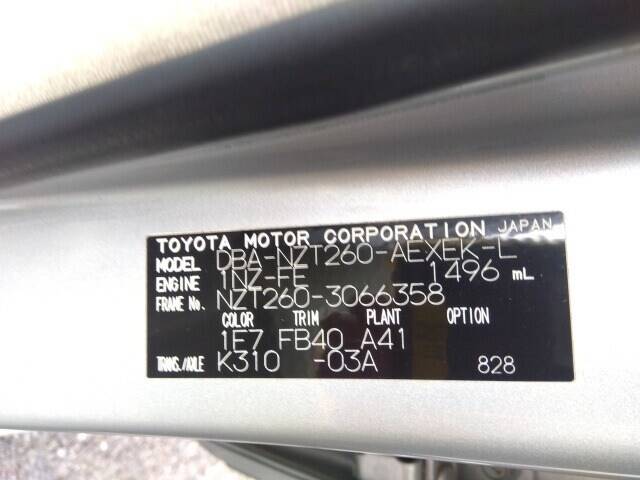 TOYOTA MOTOR CORPORATION JAPAN
MODEL DBA-NZT260-AEXEK-L
ENGINE 1NZ-FE 1496 mL
FRAME No. NZT260-3066358
COLOR TRIM PLANT OPTION
1E7 FB40 A41
TRANS./AXLE K310 -03A 828